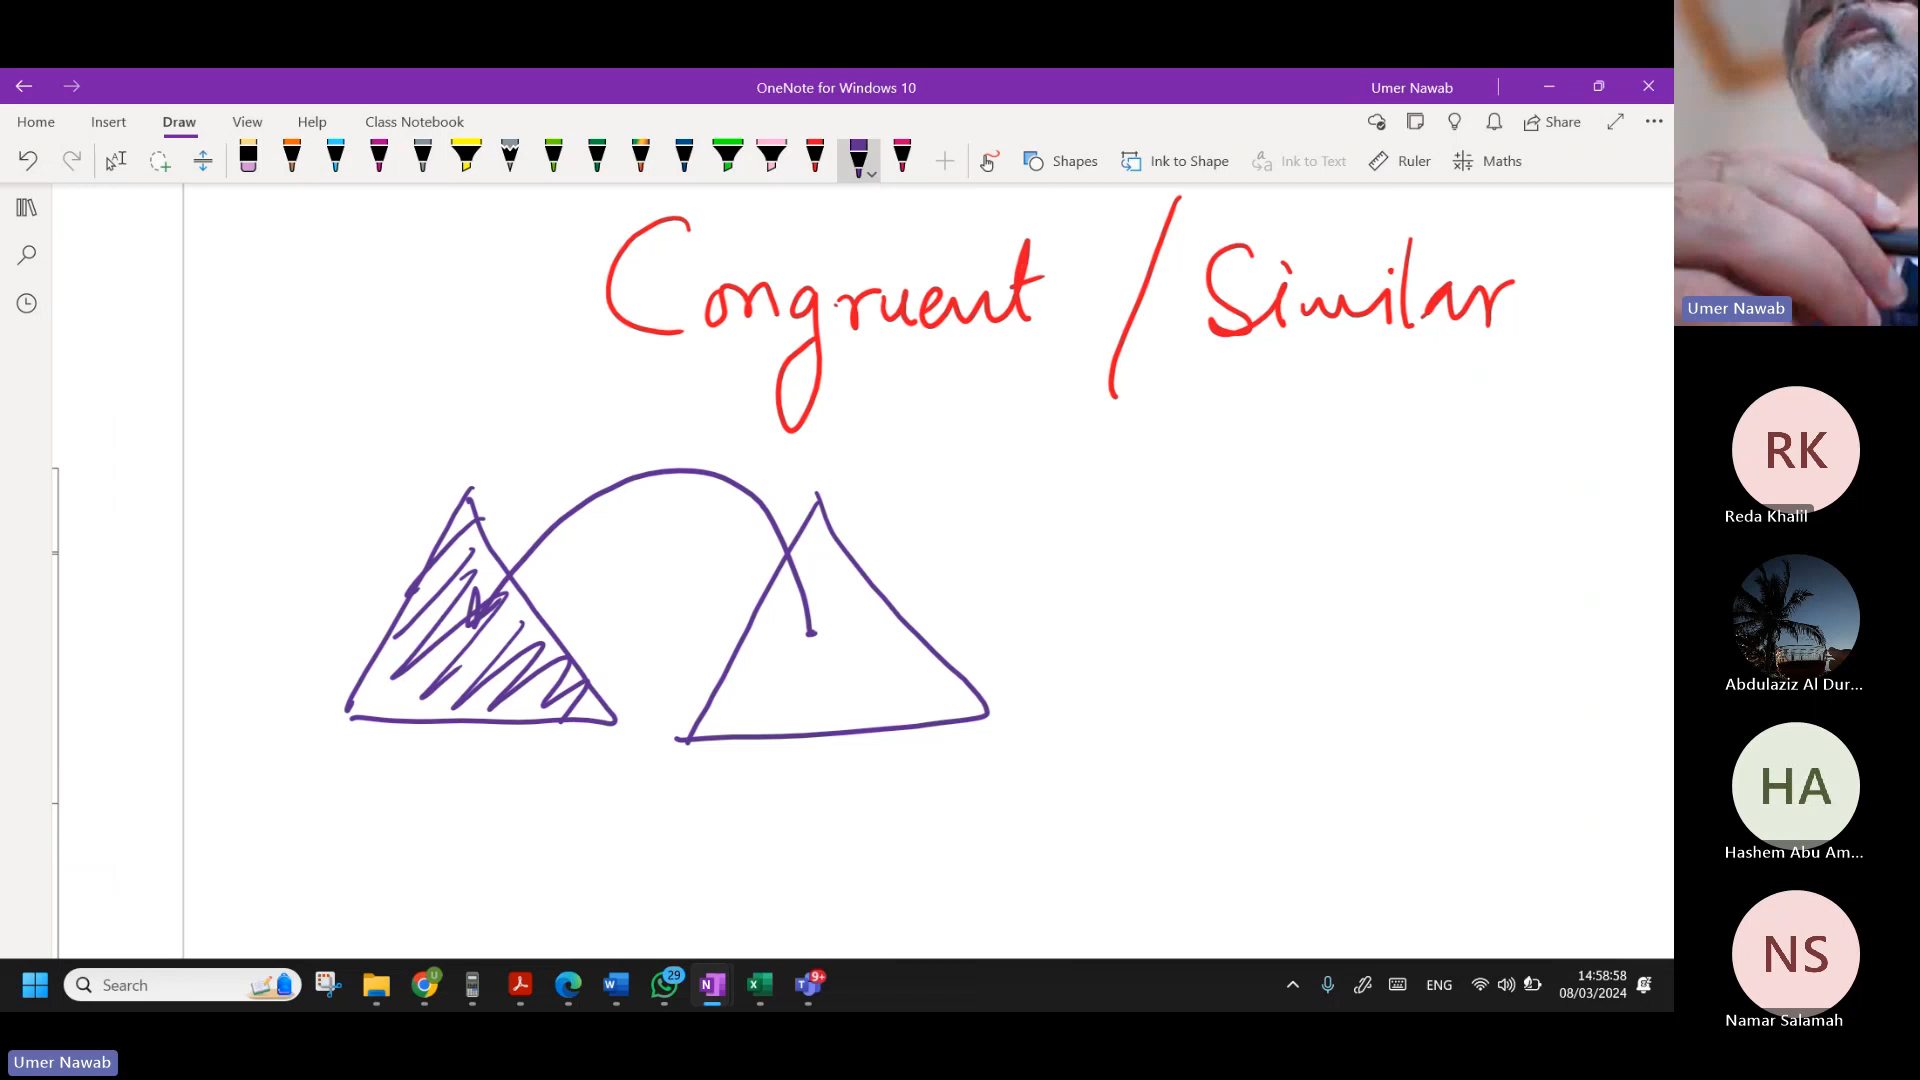 OneNote for Windows 10
Umer Nawab
Home Insert Draw View Help Class Notebook
Share
Shapes Ink to Shape Ink to Text Ruler Maths
Congruent / Similar
Umer Nawab
RK
Reda Khalil
Abdulaziz Al Dur...
HA
Hashem Abu Am...
NS
Namar Salamah
Search
29
9+
ENG
14:58:58
08/03/2024
Umer Nawab